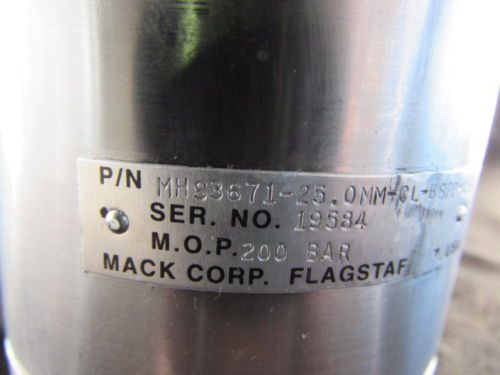 P/N MHS3671-25.0MM-CL-BSPP
SER. NO. 19584
M.O.P. 200 BAR
MACK CORP. FLAGSTAF